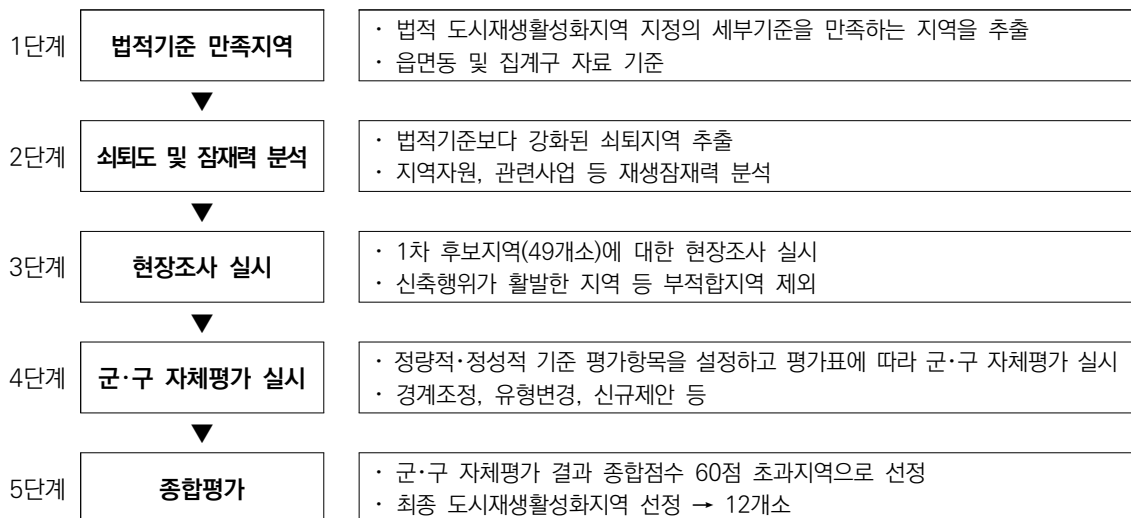 1단계
법적기준 만족지역
· 법적 도시재생활성화지역 지정의 세부기준을 만족하는 지역을 추출
· 읍면동 및 집계구 자료 기준
▼
2단계
쇠퇴도 및 잠재력 분석
· 법적기준보다 강화된 쇠퇴지역 추출
· 지역자원, 관련사업 등 재생잠재력 분석
▼
3단계
현장조사 실시
· 1차 후보지역(49개소)에 대한 현장조사 실시
· 신축행위가 활발한 지역 등 부적합지역 제외
▼
4단계
군·구 자체평가 실시
· 정량적·정성적 기준 평가항목을 설정하고 평가표에 따라 군·구 자체평가 실시
· 경계조정, 유형변경, 신규제안 등
▼
5단계
종합평가
· 군·구 자체평가 결과 종합점수 60점 초과지역으로 선정
· 최종 도시재생활성화지역 선정 → 12개소